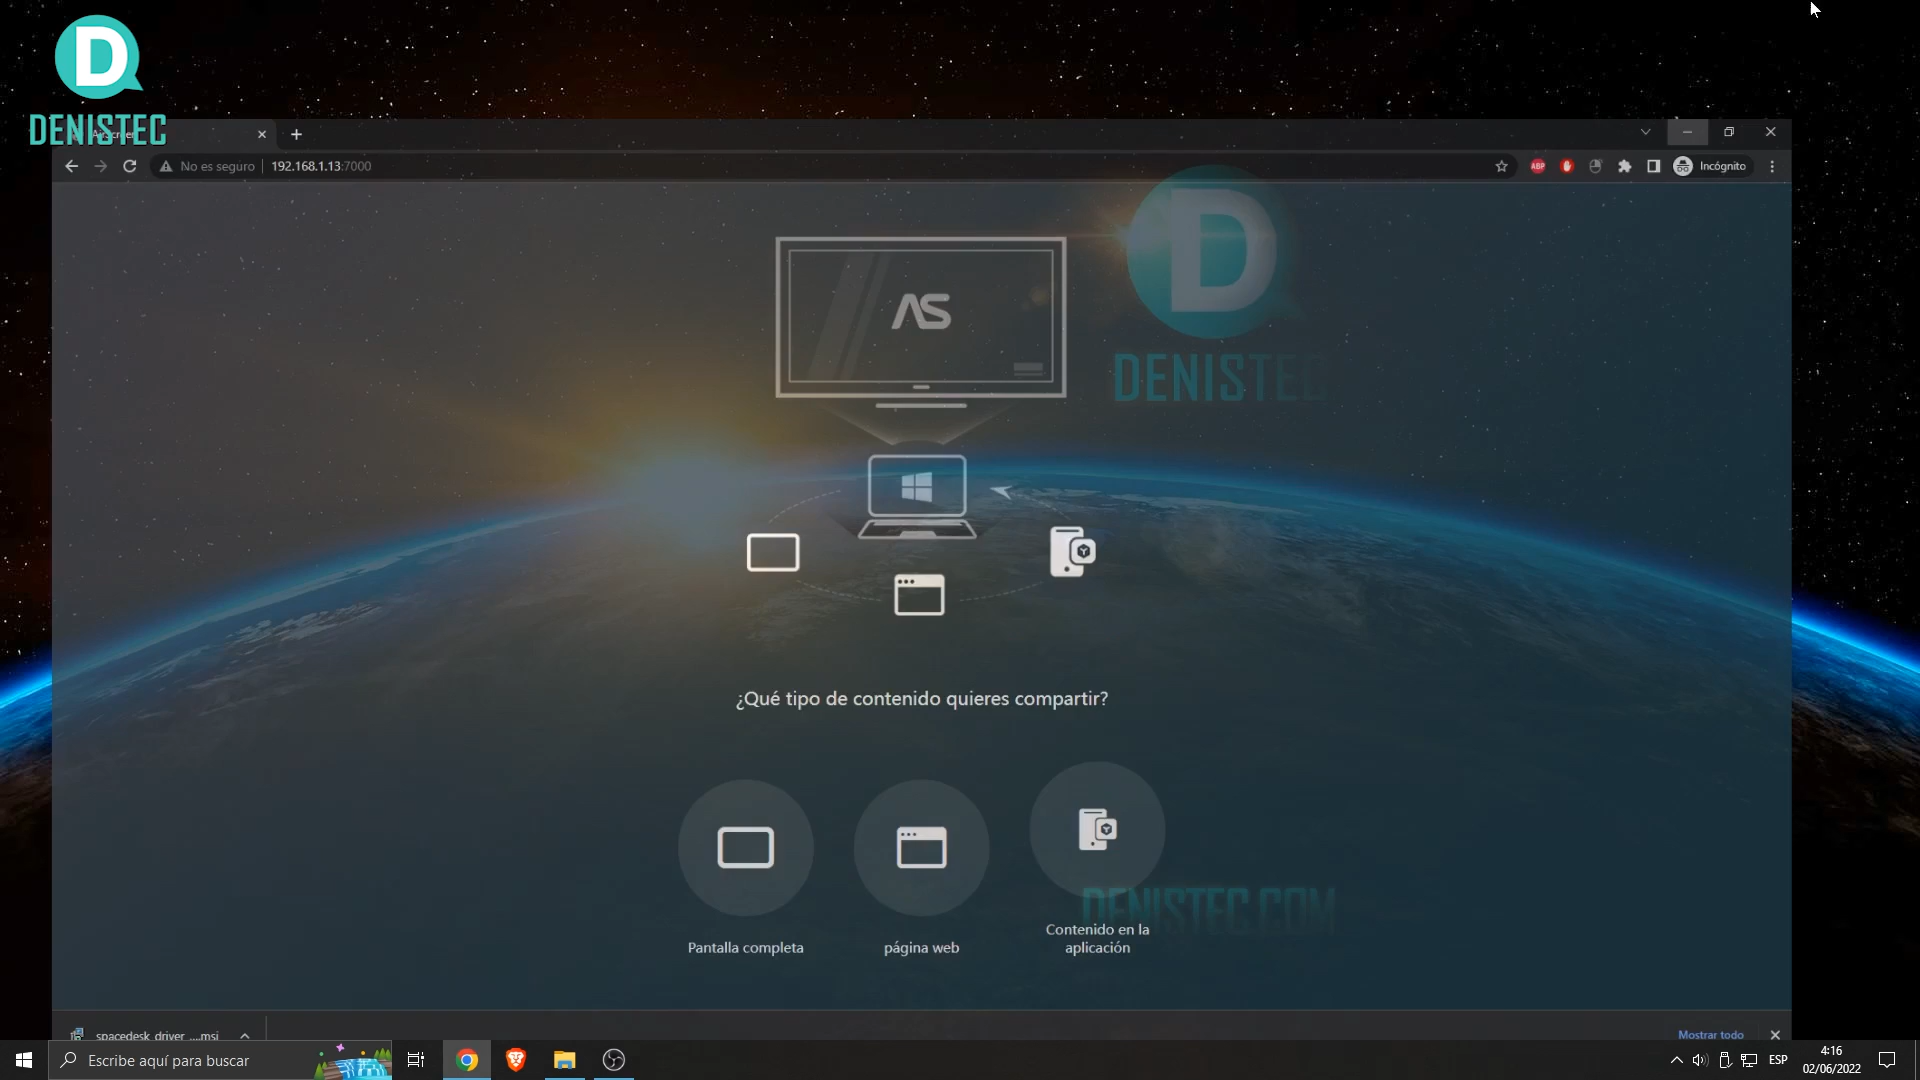 D
DENISTEC
No es seguro
192.168.1.13:7000
ABP
Incógnito
AS
D
DENISTEC
¿Qué tipo de contenido quieres compartir?
Pantalla completa
página web
Contenido en la
aplicación
DENISTEC.COM
spacedesk_driver_....msi
Mostrar todo
Escribe aquí para buscar
ESP
4:16
02/06/2022